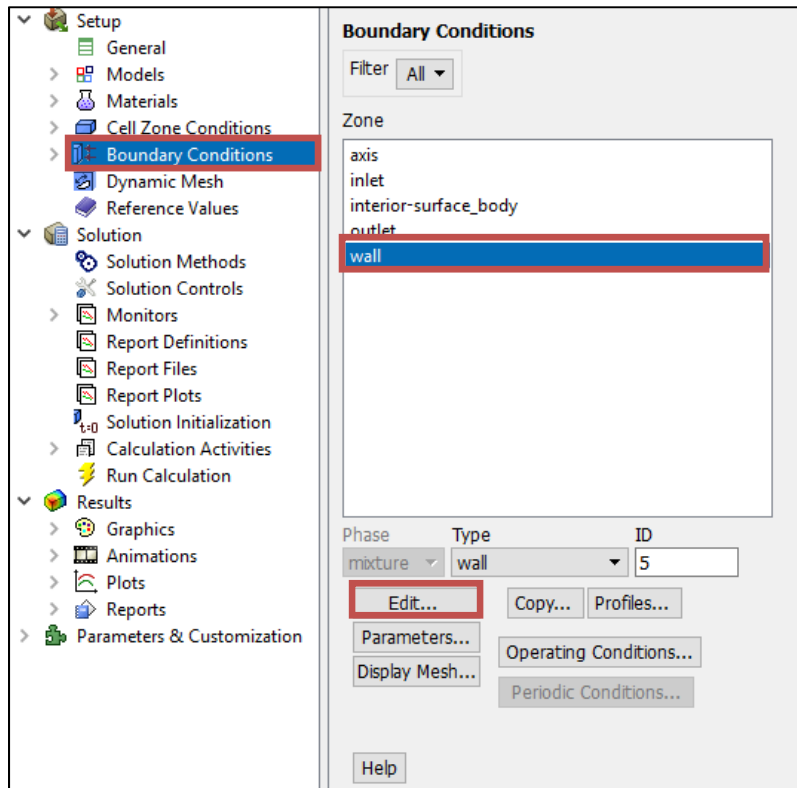 Setup
General
Models
Materials
Cell Zone Conditions
Boundary Conditions
Dynamic Mesh
Reference Values
Solution
Solution Methods
Solution Controls
Monitors
Report Definitions
Report Files
Report Plots
t=0 Solution Initialization
Calculation Activities
Run Calculation
Results
Graphics
Animations
Plots
Reports
Parameters & Customization
Boundary Conditions
Filter All
Zone
axis
inlet
interior-surface_body
outlet
wall
Phase Type ID
mixture wall 5
Edit... Copy... Profiles...
Parameters... Operating Conditions...
Display Mesh... Periodic Conditions...
Help